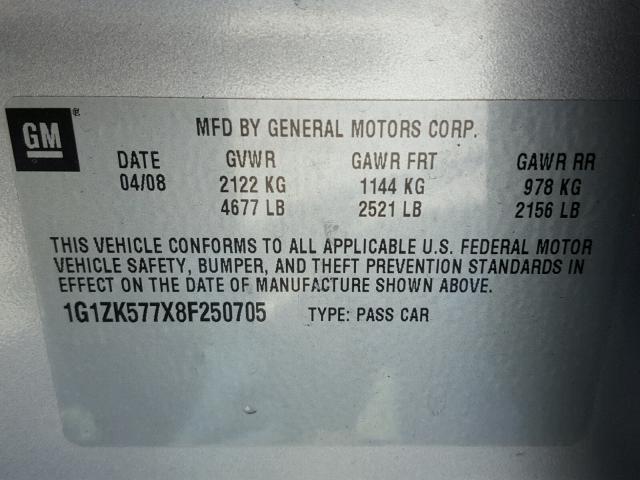 GM®
MFD BY GENERAL MOTORS CORP.
DATE GVWR GAWR FRT GAWR RR
04/08 2122 KG 1144 KG 978 KG
4677 LB 2521 LB 2156 LB
THIS VEHICLE CONFORMS TO ALL APPLICABLE U.S. FEDERAL MOTOR
VEHICLE SAFETY, BUMPER, AND THEFT PREVENTION STANDARDS IN
EFFECT ON THE DATE OF MANUFACTURE SHOWN ABOVE.
1G1ZK577X8F250705 TYPE: PASS CAR